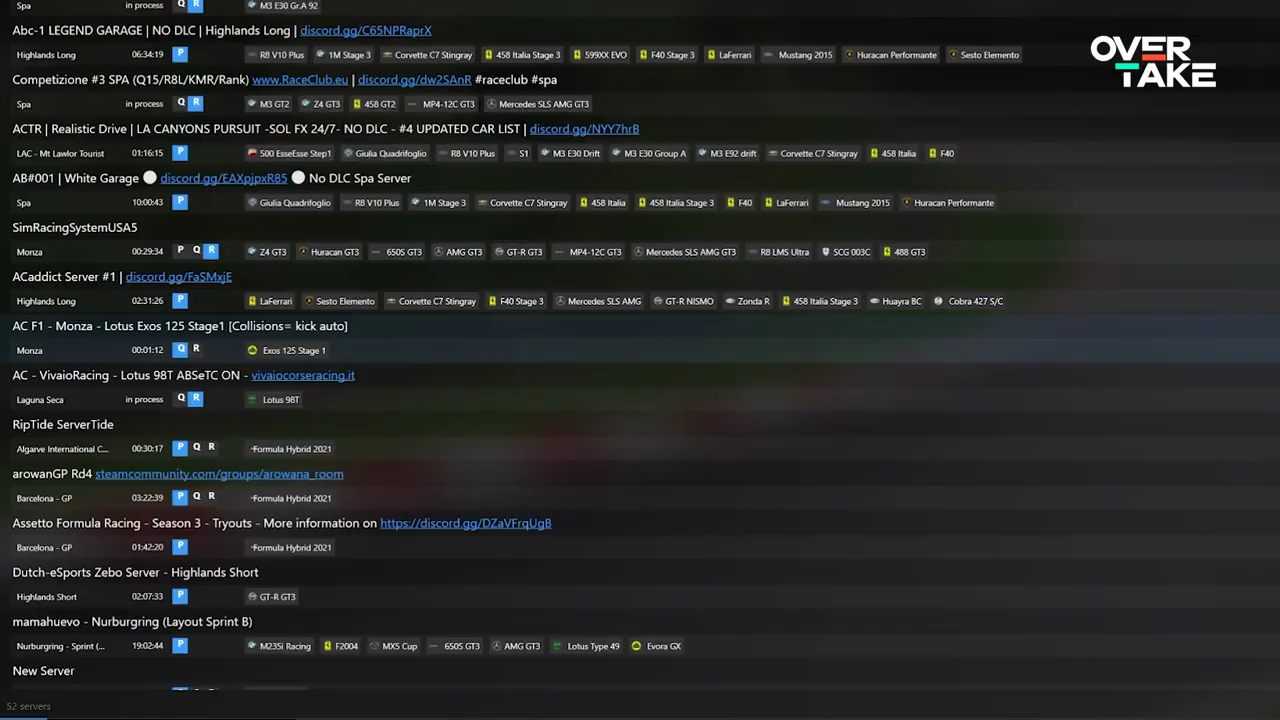 Spa in process Q R M3 E30 Gr.A 92
Abc-1 LEGEND GARAGE | NO DLC | Highlands Long | discord.gg/C65NPRaprX
Highlands Long 06:34:19 P R8 V10 Plus 1M Stage 3 Corvette C7 Stingray 458 Italia Stage 3 599XX EVO F40 Stage 3 LaFerrari Mustang 2015 Huracan Performante Sesto Elemento
OVER
TAKE
Competizione #3 SPA (Q15/R8L/KMR/Rank) www.RaceClub.eu | discord.gg/dw2SAnR #raceclub #spa
Spa in process Q R M3 GT2 Z4 GT3 458 GT2 MP4-12C GT3 Mercedes SLS AMG GT3
ACTR | Realistic Drive | LA CANYONS PURSUIT -SOL FX 24/7- NO DLC - #4 UPDATED CAR LIST | discord.gg/NYY7hrB
LAC - Mt Lawlor Tourist 01:16:15 P 500 EsseEsse Step1 Giulia Quadrifoglio R8 V10 Plus S1 M3 E30 Drift M3 E30 Group A M3 E92 drift Corvette C7 Stingray 458 Italia F40
AB#001 | White Garage ⚪ discord.gg/EAXpjpxR85 ⚪ No DLC Spa Server
Spa 10:00:43 P Giulia Quadrifoglio R8 V10 Plus 1M Stage 3 Corvette C7 Stingray 458 Italia 458 Italia Stage 3 F40 LaFerrari Mustang 2015 Huracan Performante
SimRacingSystemUSA5
Monza 00:29:34 P Q R Z4 GT3 Huracan GT3 650S GT3 AMG GT3 GT-R GT3 MP4-12C GT3 Mercedes SLS AMG GT3 R8 LMS Ultra SCG 003C 488 GT3
ACaddict Server #1 | discord.gg/FaSMxjE
Highlands Long 02:31:26 P LaFerrari Sesto Elemento Corvette C7 Stingray F40 Stage 3 Mercedes SLS AMG GT-R NISMO Zonda R 458 Italia Stage 3 Huayra BC Cobra 427 S/C
AC F1 - Monza - Lotus Exos 125 Stage1 [Collisions= kick auto]
Monza 00:01:12 Q R Exos 125 Stage 1
AC - VivaioRacing - Lotus 98T ABSeTC ON - vivaiocorseracing.it
Laguna Seca in process Q R Lotus 98T
RipTide ServerTide
Algarve International C... 00:30:17 P Q R Formula Hybrid 2021
arowanGP Rd4 steamcommunity.com/groups/arowana_room
Barcelona - GP 03:22:39 P Q R Formula Hybrid 2021
Assetto Formula Racing - Season 3 - Tryouts - More information on https://discord.gg/DZaVFrqUgB
Barcelona - GP 01:42:20 P Formula Hybrid 2021
Dutch-eSports Zebo Server - Highlands Short
Highlands Short 02:07:33 P GT-R GT3
mamahuevo - Nurburgring (Layout Sprint B)
Nurburgring - Sprint (... 19:02:44 P M235i Racing F2004 MX5 Cup 650S GT3 AMG GT3 Lotus Type 49 Evora GX
New Server
52 servers